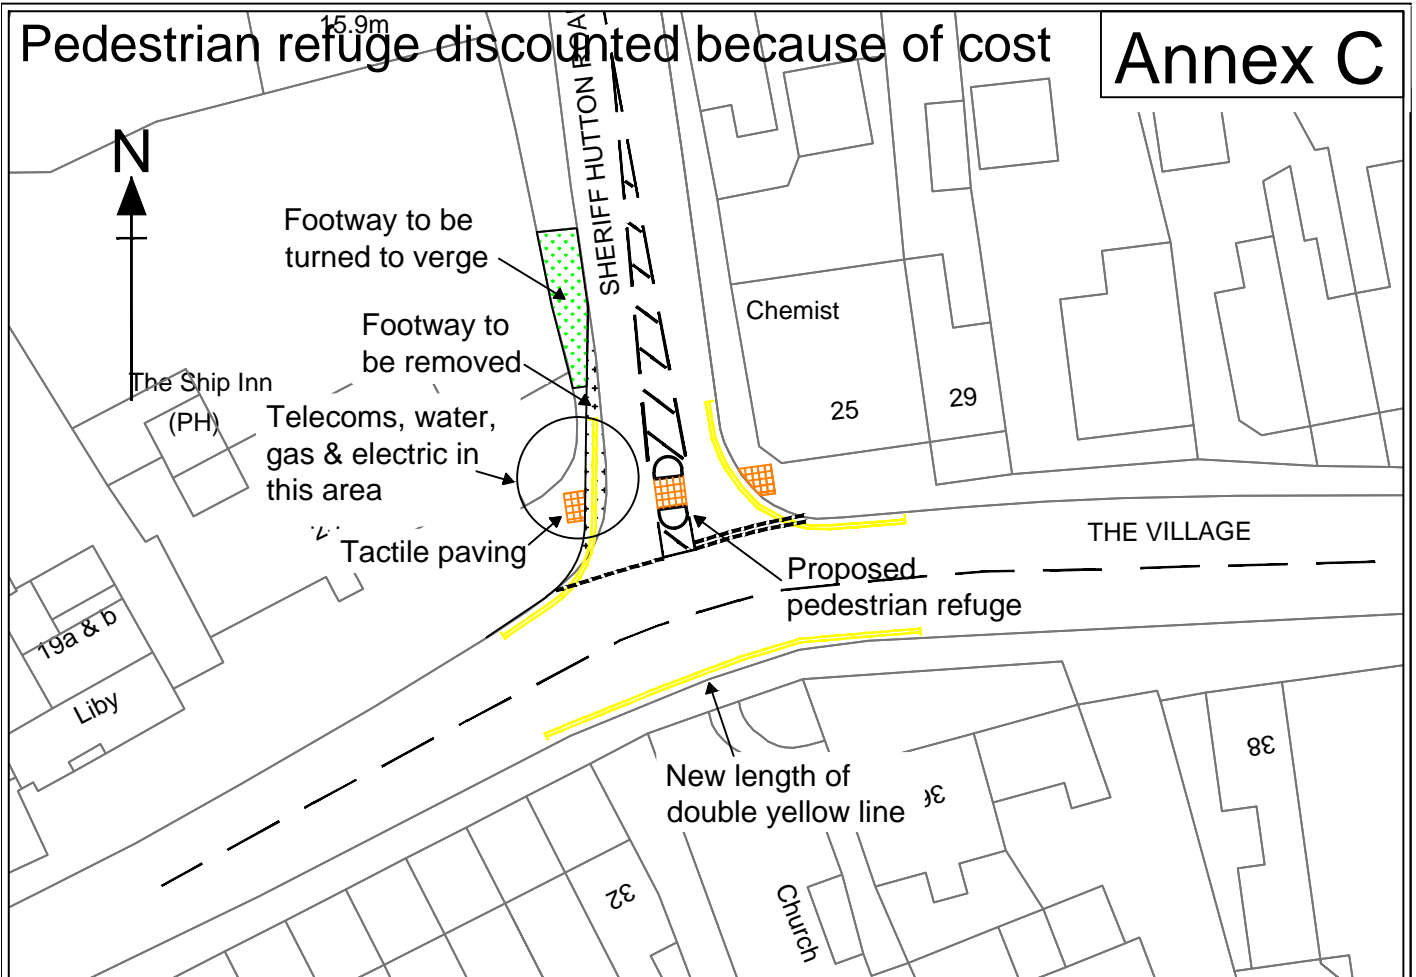 Pedestrian refuge discounted because of cost
Annex C
15.9m
N
SHERIFF HUTTON ROA
Footway to be
turned to verge
Footway to
be removed
Chemist
The Ship Inn
(PH)
Telecoms, water,
gas & electric in
this area
25
29
Tactile paving
THE VILLAGE
Proposed
pedestrian refuge
19a & b
Liby
New length of
double yellow line
36
38
32
Church